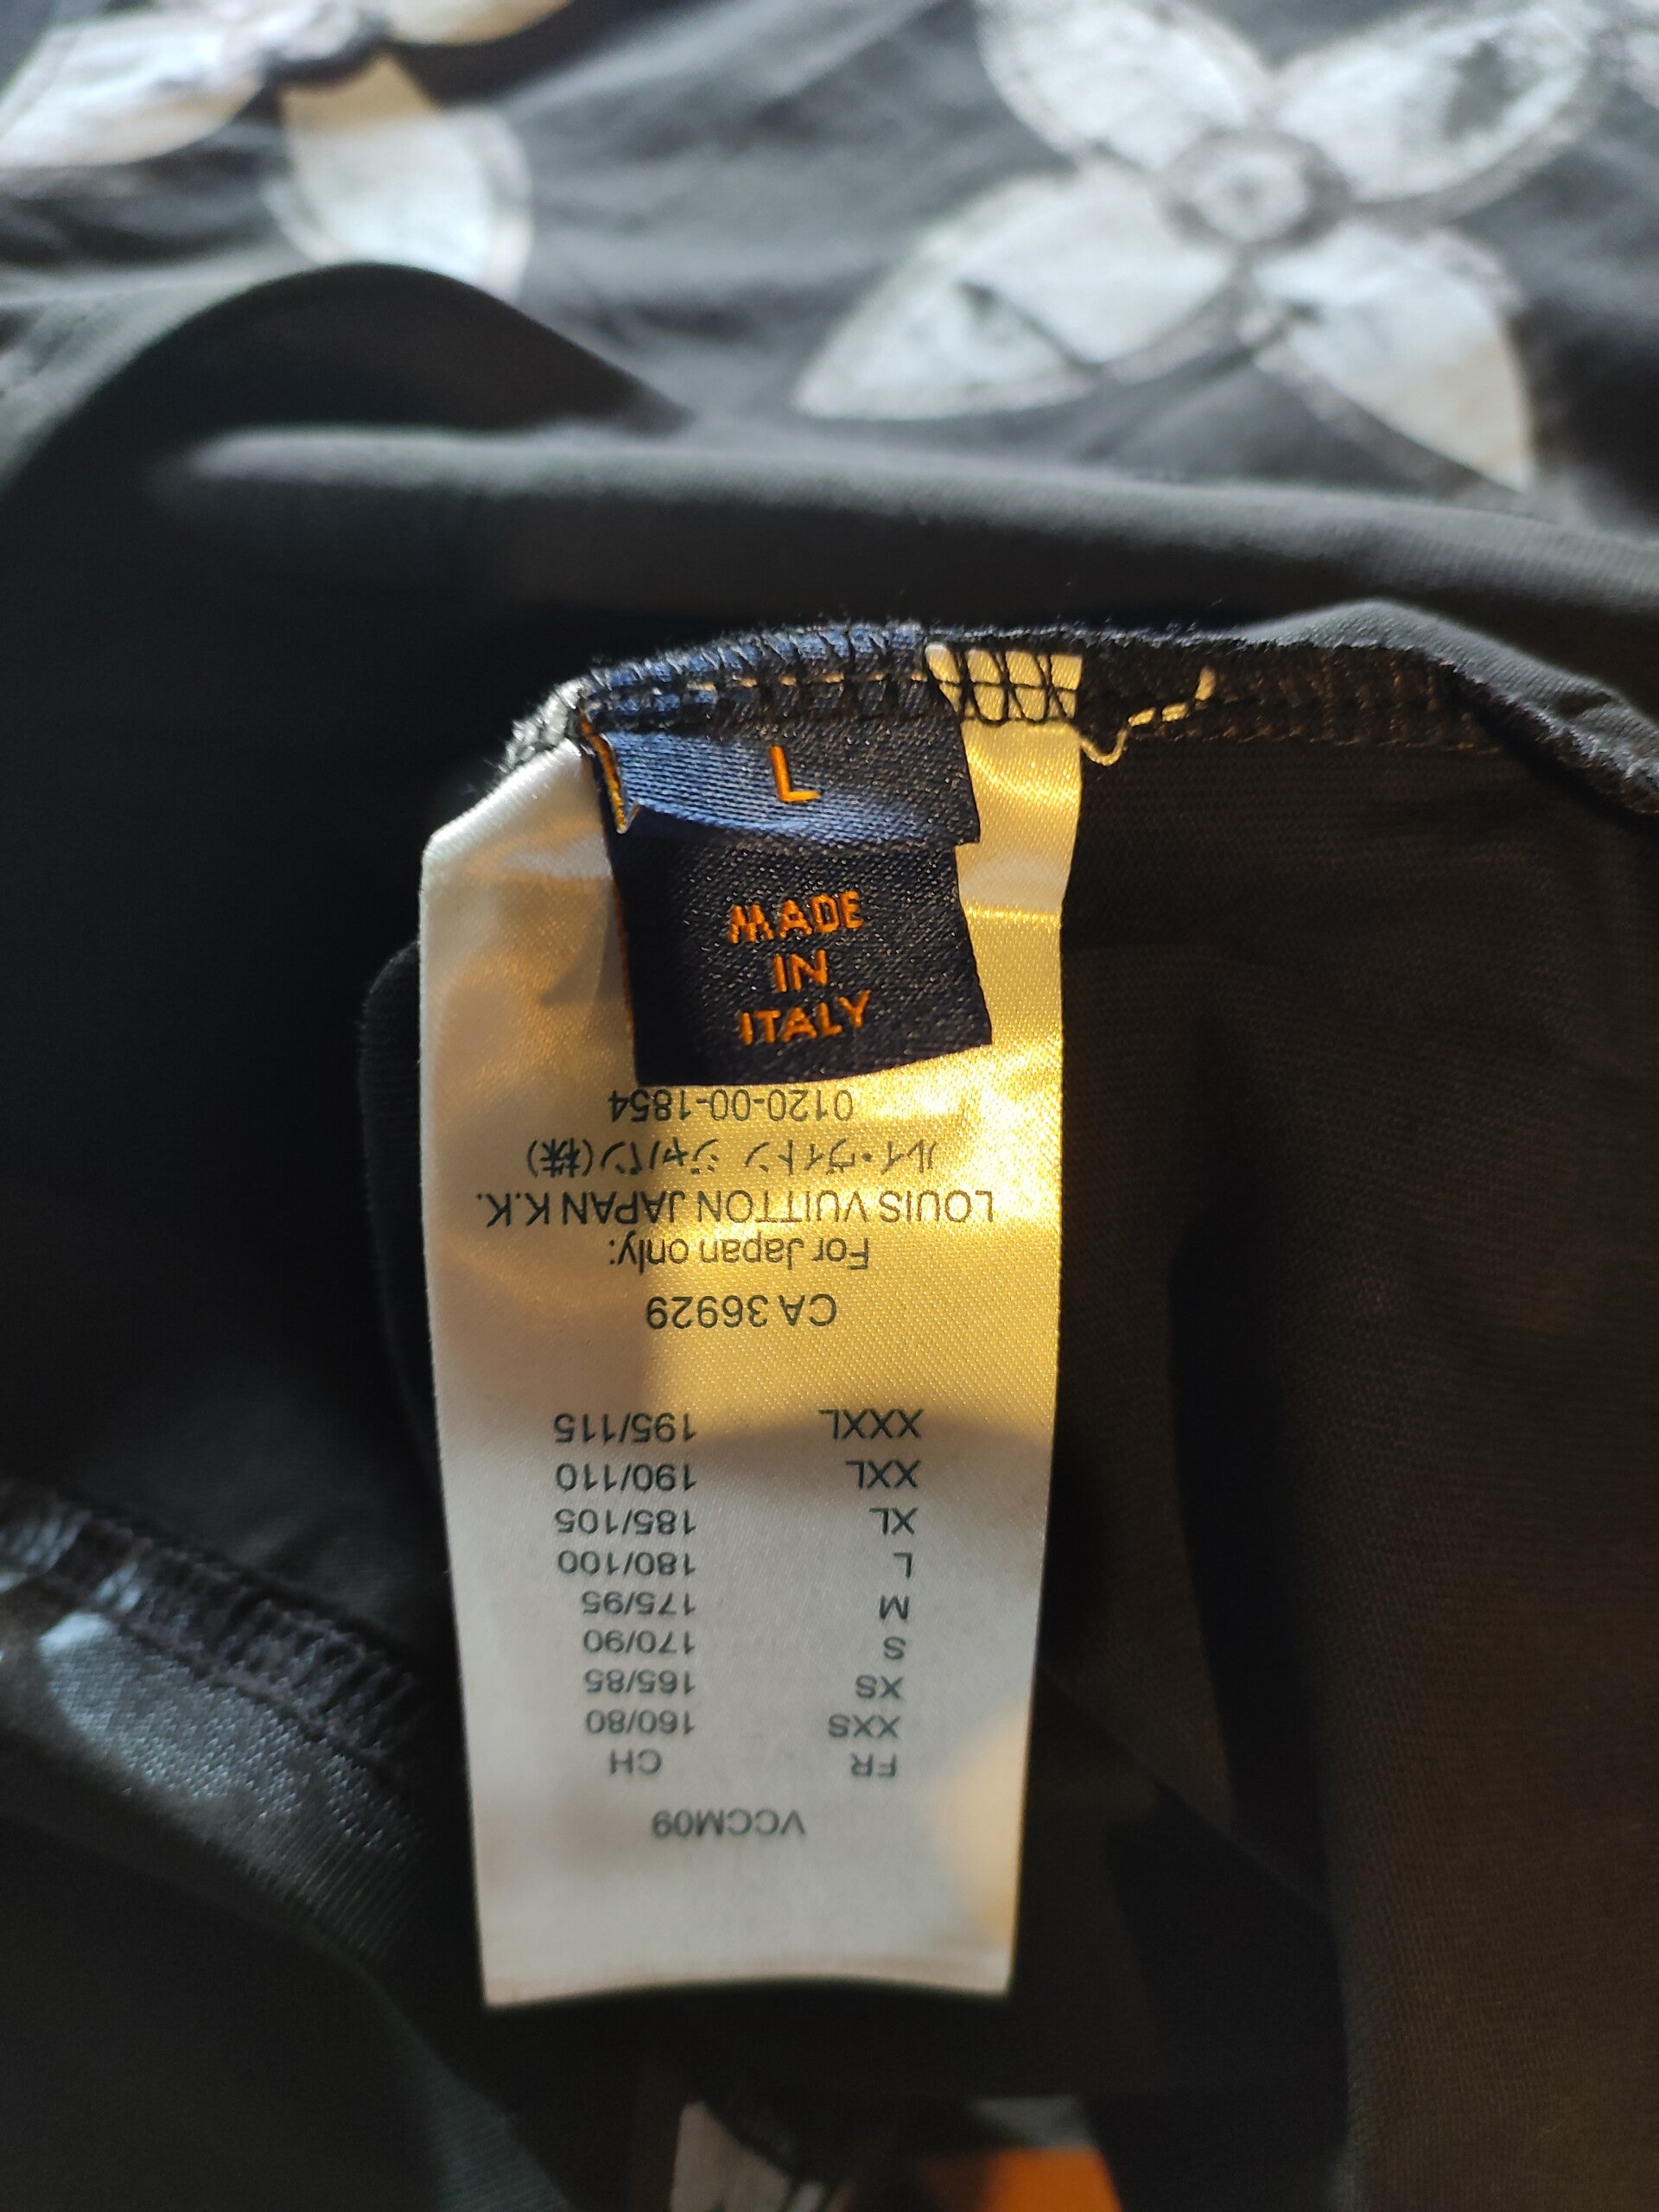 L
MADE
IN
ITALY
VCCM09
FR CH
XXS 160/80
XS 165/85
S 170/90
M 175/95
L 180/100
XL 185/105
XXL 190/110
XXXL 195/115
CA 36929
For Japan only:
LOUIS VUITTON JAPAN K.K.
ルイ・ヴィトン ジャパン(株)
0120-00-1854